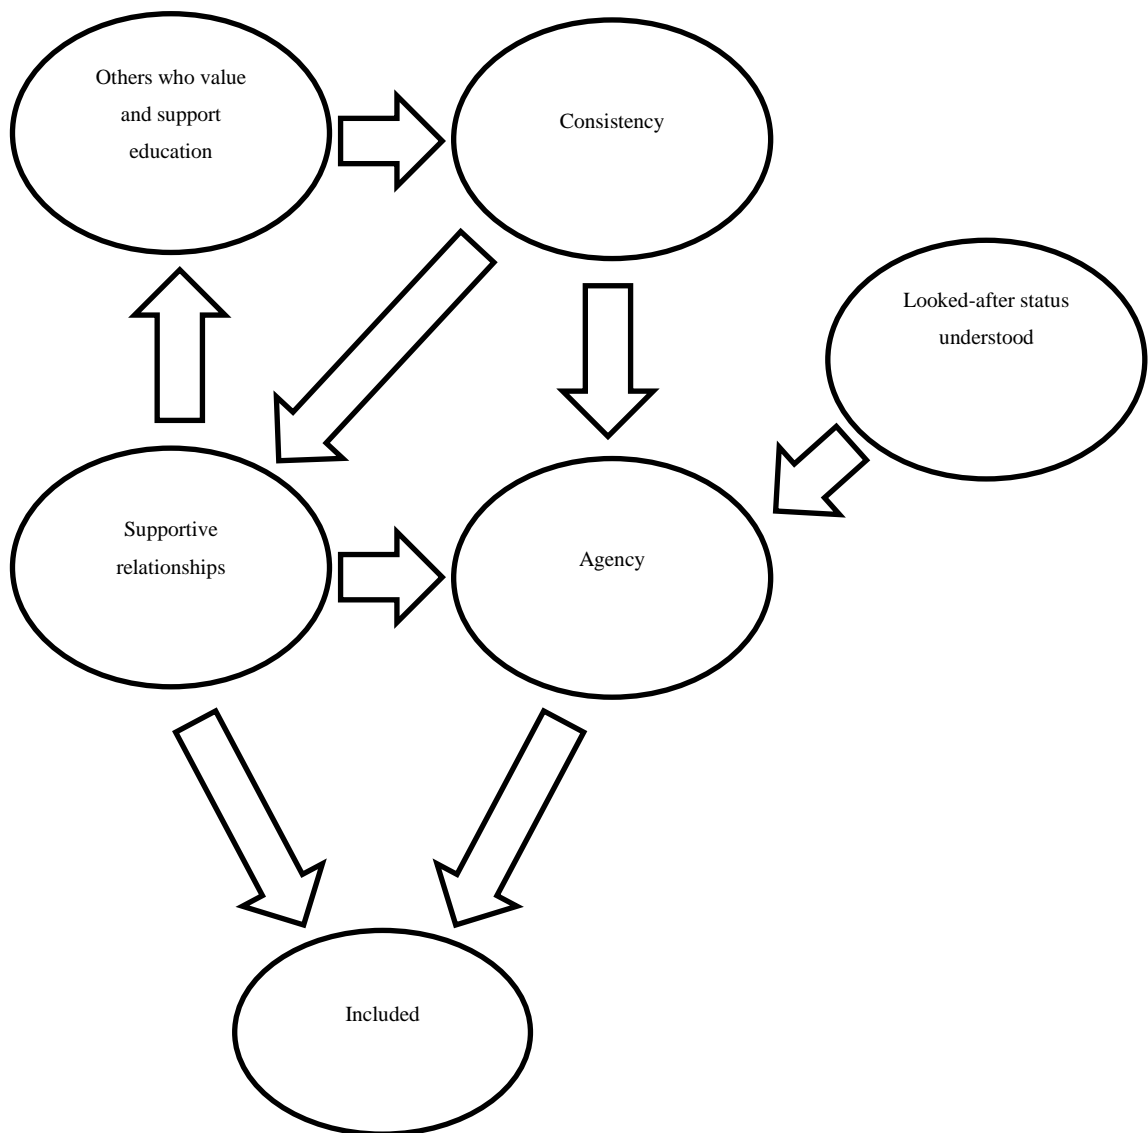 Others who value
and support
education
Consistency
Looked-after status
understood
Supportive
relationships
Agency
Included